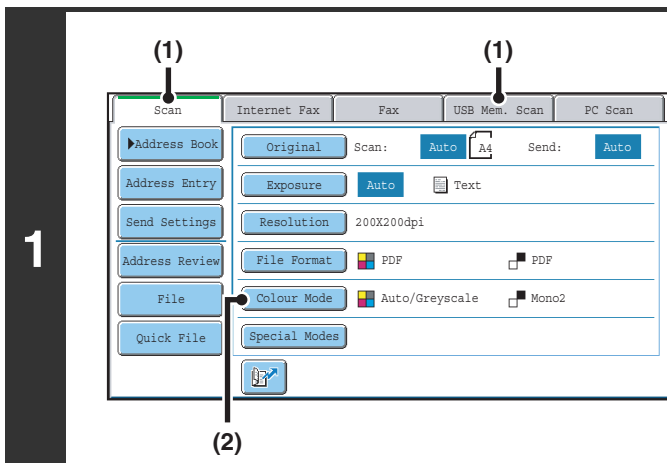 (1) (1)
Scan Internet Fax Fax USB Mem. Scan PC Scan
Address Book Original Scan: Auto A4 Send: Auto
Address Entry Exposure Auto Text
Send Settings Resolution 200X200dpi
1
Address Review File Format PDF PDF
File Colour Mode Auto/Greyscale Mono2
Quick File Special Modes
(2)